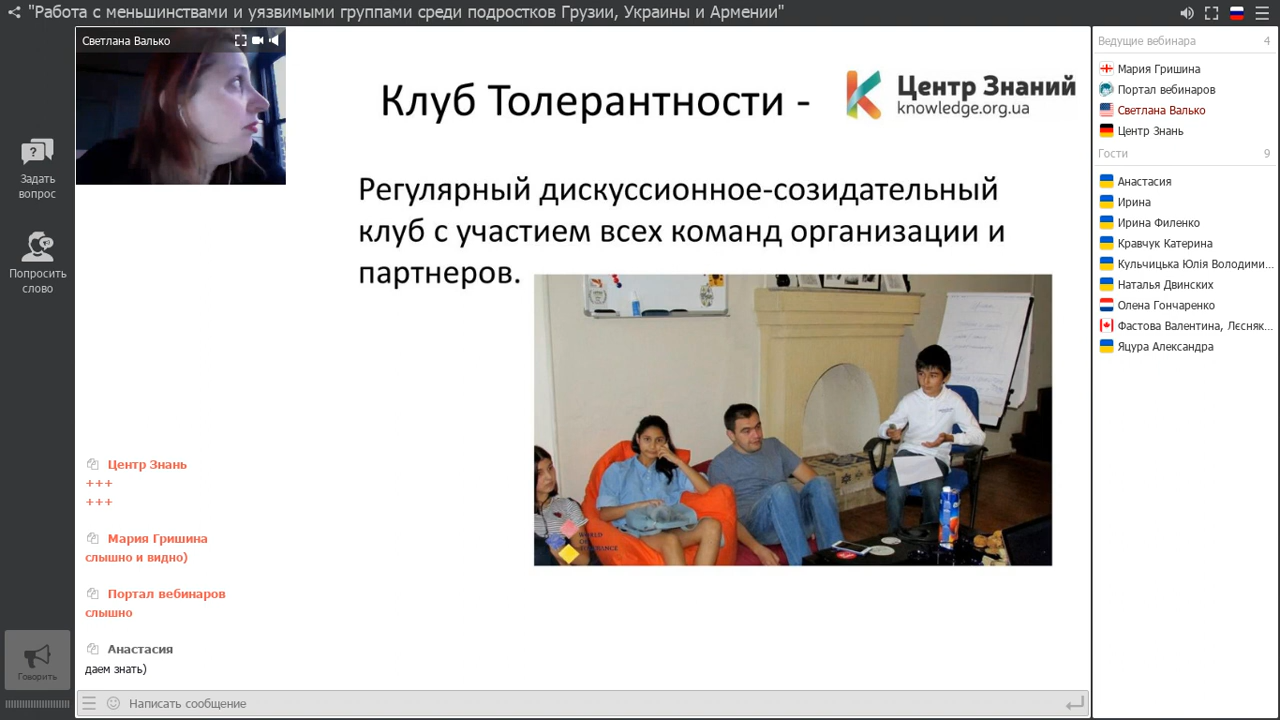 "Работа с меньшинствами и уязвимыми группами среди подростков Грузии, Украины и Армении"
Светлана Валько
Задать
вопрос
Попросить
слово
Говорить
Клуб Толерантности -
Центр Знаний
knowledge.org.ua
Регулярный дискуссионное-созидательный
клуб с участием всех команд организации и
партнеров.
WORLD
OF
Центр Знань
+++
+++
Мария Гришина
слышно и видно)
Портал вебинаров
слышно
Анастасия
даем знать)
Написать сообщение
Ведущие вебинара 4
Мария Гришина
Портал вебинаров
Светлана Валько
Центр Знань
Гости 9
Анастасия
Ирина
Ирина Филенко
Кравчук Катерина
Кульчицька Юлія Володими...
Наталья Двинских
Олена Гончаренко
Фастова Валентина, Лєсняк...
Яцура Александра